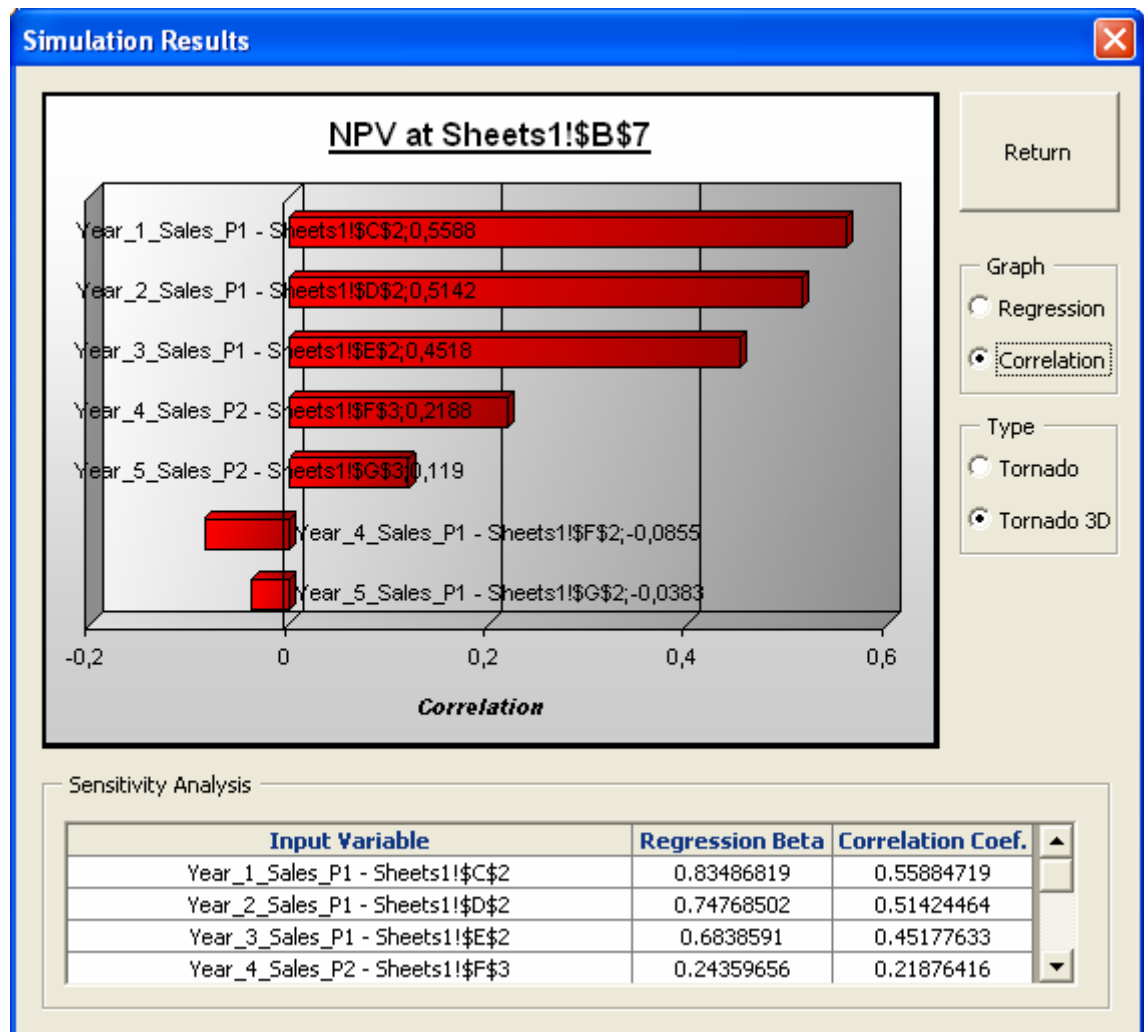 Simulation Results
NPV at Sheets1!$B$7
Year_1_Sales_P1 - Sheets1!$C$2;0,5588
Year_2_Sales_P1 - Sheets1!$D$2;0,5142
Year_3_Sales_P1 - Sheets1!$E$2;0,4518
Year_4_Sales_P2 - Sheets1!$F$3;0,2188
Year_5_Sales_P2 - Sheets1!$G$3;0,119
Year_4_Sales_P1 - Sheets1!$F$2;-0,0855
Year_5_Sales_P1 - Sheets1!$G$2;-0,0383
-0,2 0 0,2 0,4 0,6
Correlation
Return
Graph
Regression
Correlation
Type
Tornado
Tornado 3D
Sensitivity Analysis
Input Variable Regression Beta Correlation Coef.
Year_1_Sales_P1 - Sheets1!$C$2 0.83486819 0.55884719
Year_2_Sales_P1 - Sheets1!$D$2 0.74768502 0.51424464
Year_3_Sales_P1 - Sheets1!$E$2 0.6838591 0.45177633
Year_4_Sales_P2 - Sheets1!$F$3 0.24359656 0.21876416